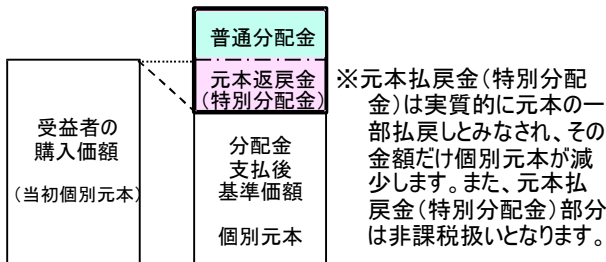 普通分配金
元本返戻金
(特別分配金)
受益者の
購入価額
(当初個別元本)
分配金
支払後
基準価額
個別元本
※元本払戻金(特別分配
金)は実質的に元本の一
部払戻しとみなされ、その
金額だけ個別元本が減
少します。また、元本払
戻金(特別分配金)部分
は非課税扱いとなります。